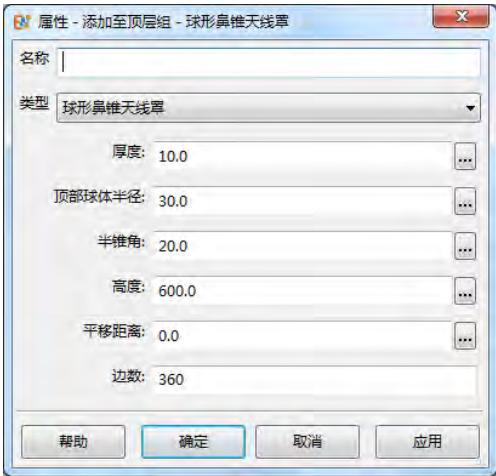 属性 - 添加至顶层组 - 球形鼻锥天线罩
名称
类型 球形鼻锥天线罩
厚度: 10.0 ...
顶部球体半径: 30.0 ...
半锥角: 20.0 ...
高度: 600.0 ...
平移距离: 0.0 ...
边数: 360
帮助 确定 取消 应用